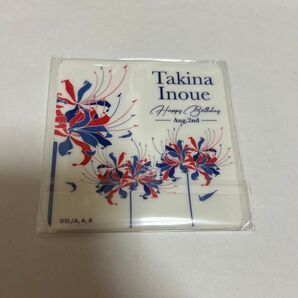 Takina
Inoue
Happy Birthday
Aug. 2nd
©SL/A, A, B